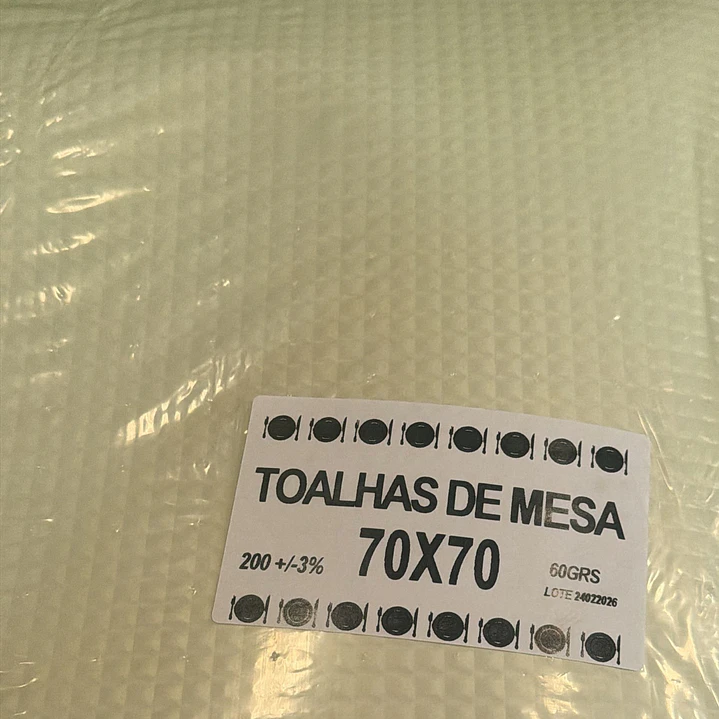 TOALHAS DE MESA
200 +/-3% 70X70 60GRS
LOTE 24022026